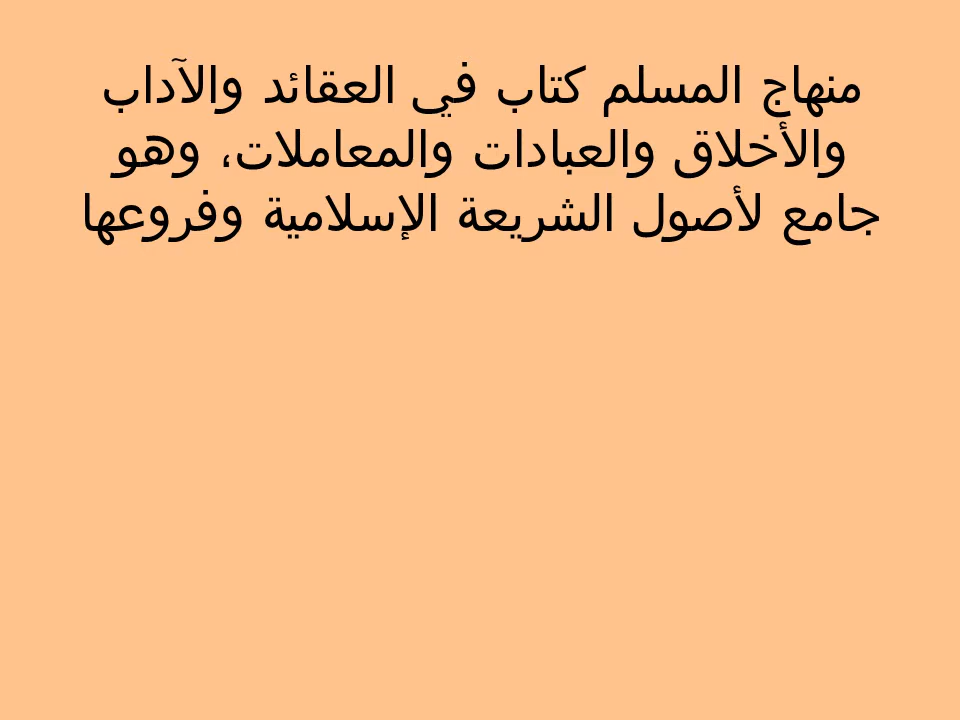 منهاج المسلم كتاب في العقائد والآداب
والأخلاق والعبادات والمعاملات، وهو
جامع لأصول الشريعة الإسلامية وفروعها